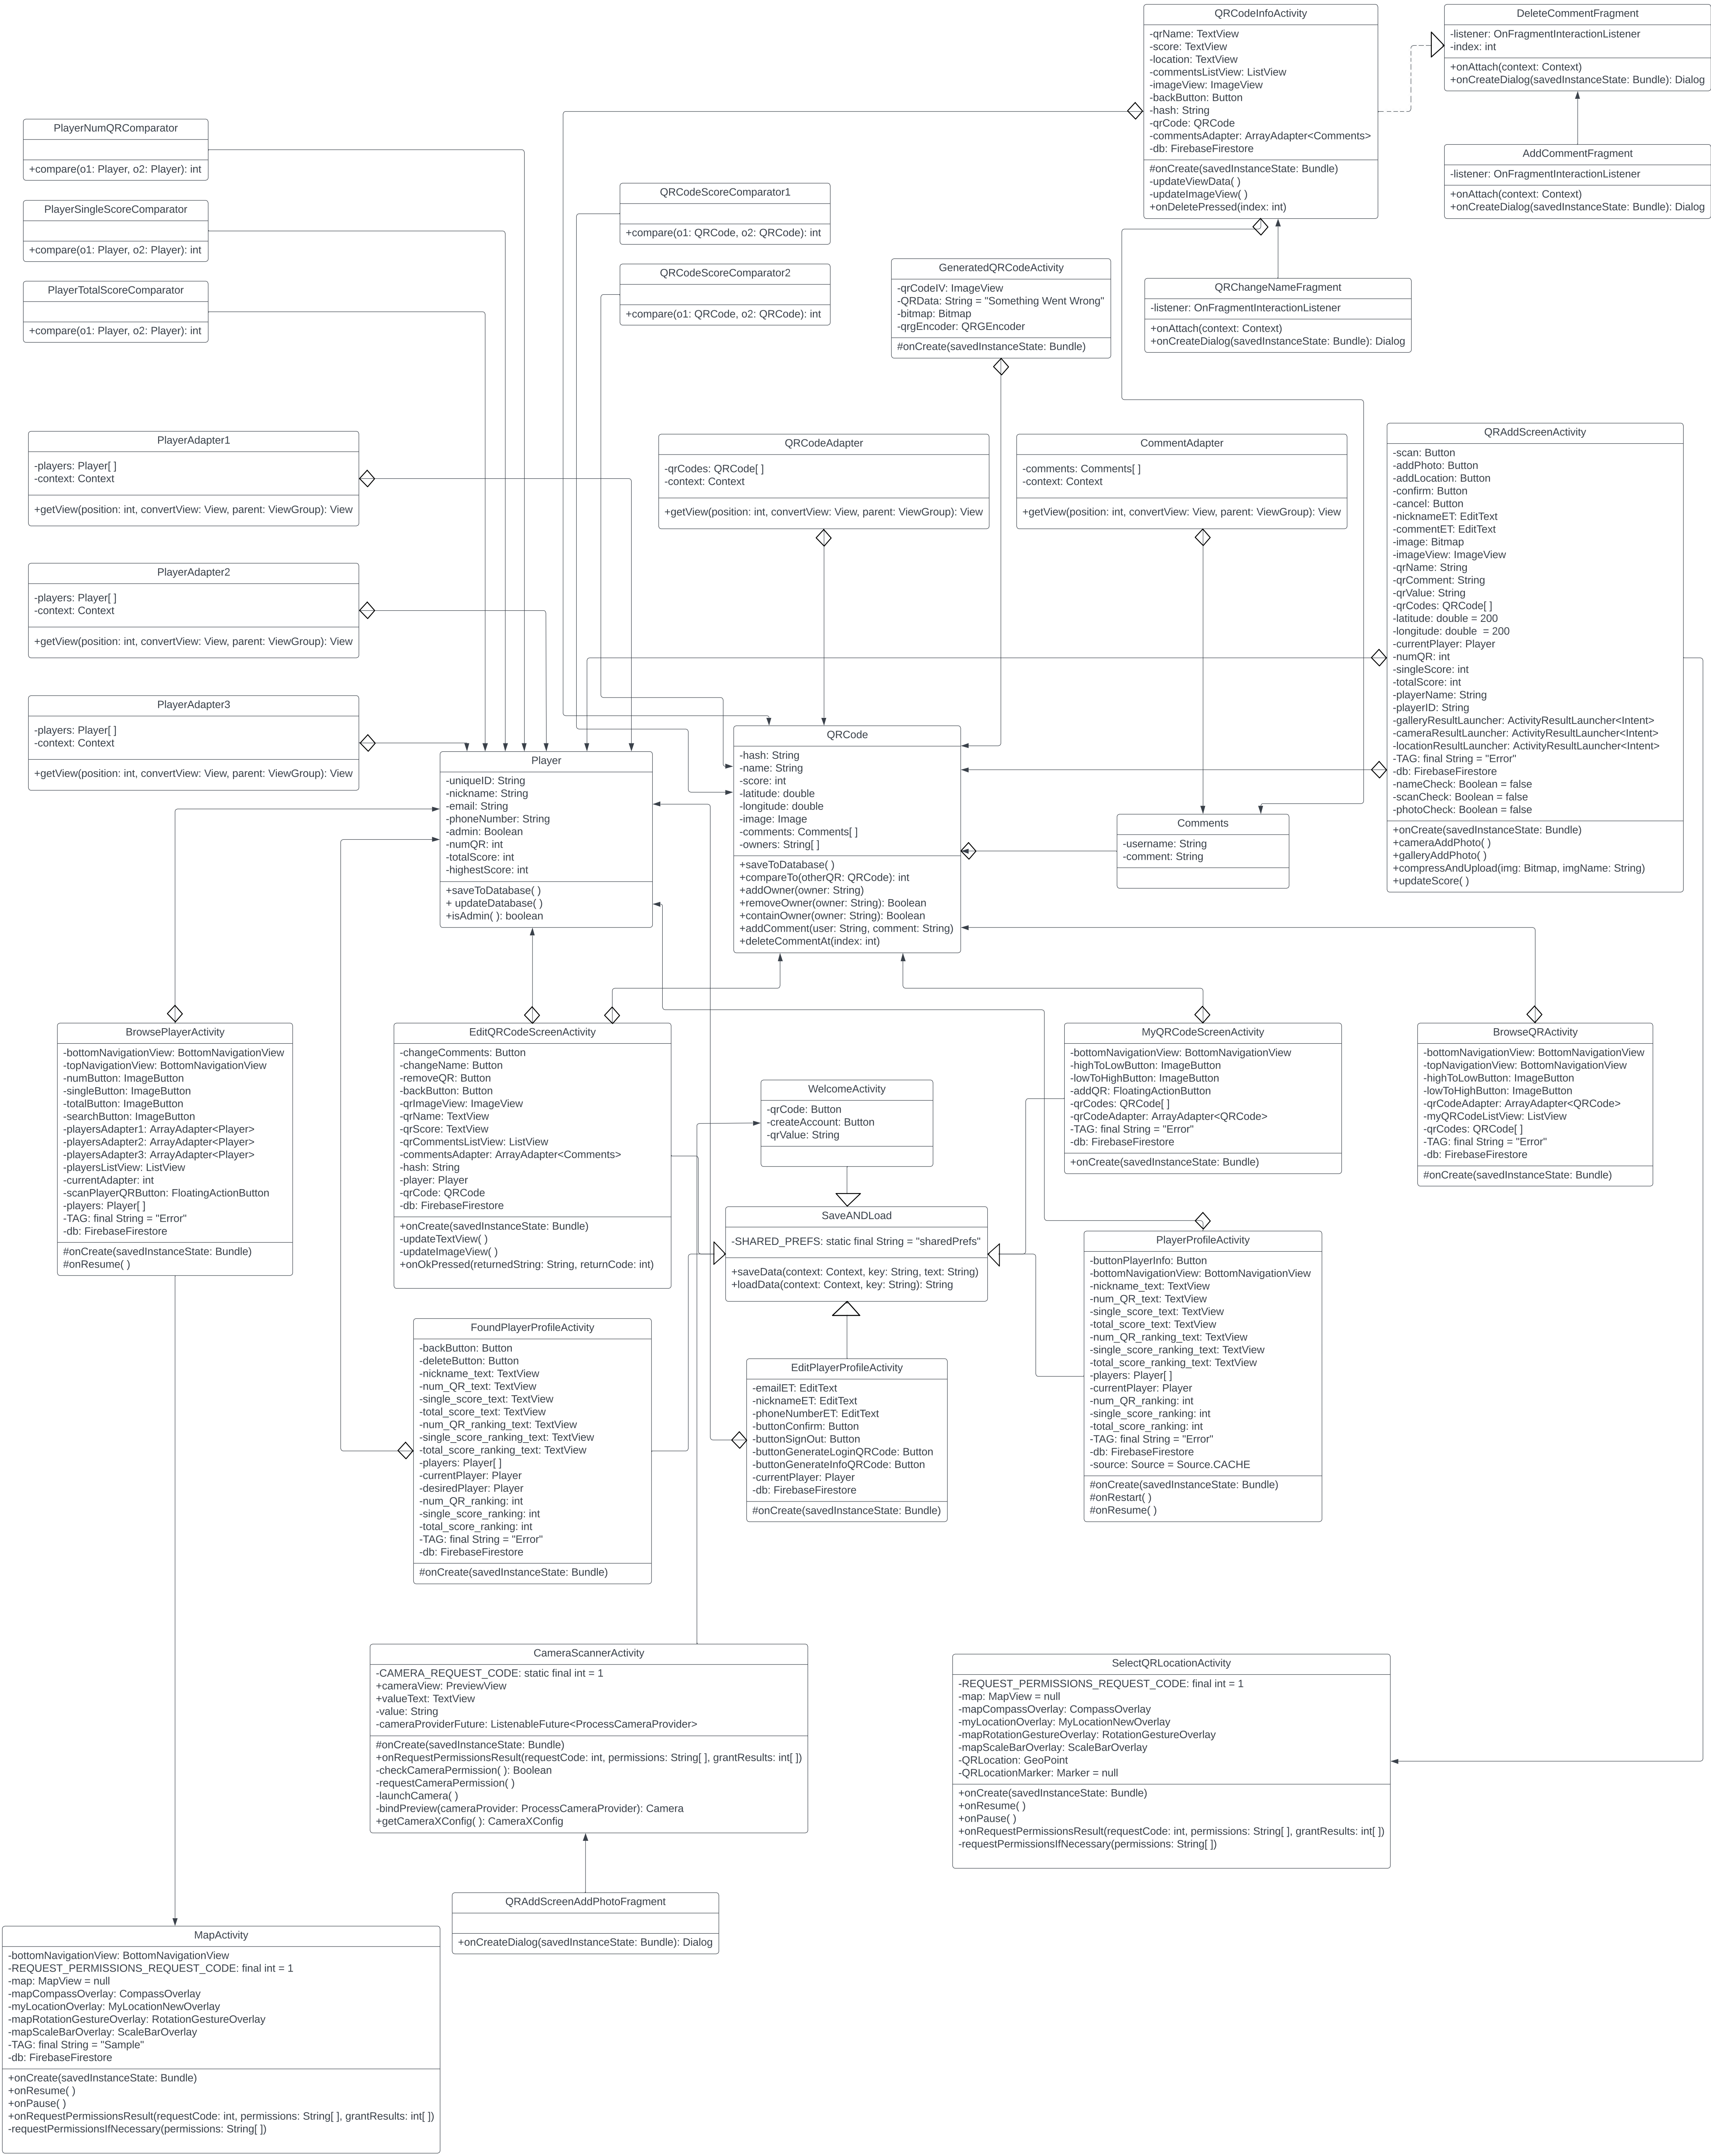 QRCodeInfoActivity
-qrName: TextView
-score: TextView
-location: TextView
-commentsListView: ListView
-imageView: ImageView
-backButton: Button
-hash: String
-qrCode: QRCode
-commentsAdapter: ArrayAdapter<Comments>
-db: FirebaseFirestore
#onCreate(savedInstanceState: Bundle)
-updateViewData( )
-updateImageView( )
+onDeletePressed(index: int)
DeleteCommentFragment
-listener: OnFragmentInteractionListener
-index: int
+onAttach(context: Context)
+onCreateDialog(savedInstanceState: Bundle): Dialog
PlayerNumQRComparator
+compare(o1: Player, o2: Player): int
AddCommentFragment
-listener: OnFragmentInteractionListener
+onAttach(context: Context)
+onCreateDialog(savedInstanceState: Bundle): Dialog
PlayerSingleScoreComparator
+compare(o1: Player, o2: Player): int
QRCodeScoreComparator1
+compare(o1: QRCode, o2: QRCode): int
PlayerTotalScoreComparator
+compare(o1: Player, o2: Player): int
QRCodeScoreComparator2
+compare(o1: QRCode, o2: QRCode): int
GeneratedQRCodeActivity
-qrCodeIV: ImageView
-QRData: String = "Something Went Wrong"
-bitmap: Bitmap
-qrgEncoder: QRGEncoder
#onCreate(savedInstanceState: Bundle)
QRChangeNameFragment
-listener: OnFragmentInteractionListener
+onAttach(context: Context)
+onCreateDialog(savedInstanceState: Bundle): Dialog
PlayerAdapter1
-players: Player[ ]
-context: Context
+getView(position: int, convertView: View, parent: ViewGroup): View
QRCodeAdapter
-qrCodes: QRCode[ ]
-context: Context
+getView(position: int, convertView: View, parent: ViewGroup): View
CommentAdapter
-comments: Comments[ ]
-context: Context
+getView(position: int, convertView: View, parent: ViewGroup): View
QRAddScreenActivity
-scan: Button
-addPhoto: Button
-addLocation: Button
-confirm: Button
-cancel: Button
-nicknameET: EditText
-commentET: EditText
-image: Bitmap
-imageView: ImageView
-qrName: String
-qrComment: String
-qrValue: String
-qrCodes: QRCode[ ]
-latitude: double = 200
-longitude: double  = 200
-currentPlayer: Player
-numQR: int
-singleScore: int
-totalScore: int
-playerName: String
-playerID: String
-galleryResultLauncher: ActivityResultLauncher<Intent>
-cameraResultLauncher: ActivityResultLauncher<Intent>
-locationResultLauncher: ActivityResultLauncher<Intent>
-TAG: final String = "Error"
-db: FirebaseFirestore
-nameCheck: Boolean = false
-scanCheck: Boolean = false
-photoCheck: Boolean = false
+onCreate(savedInstanceState: Bundle)
+cameraAddPhoto( )
+galleryAddPhoto( )
+compressAndUpload(img: Bitmap, imgName: String)
+updateScore( )
PlayerAdapter2
-players: Player[ ]
-context: Context
+getView(position: int, convertView: View, parent: ViewGroup): View
PlayerAdapter3
-players: Player[ ]
-context: Context
+getView(position: int, convertView: View, parent: ViewGroup): View
Player
-uniqueID: String
-nickname: String
-email: String
-phoneNumber: String
-admin: Boolean
-numQR: int
-totalScore: int
-highestScore: int
+saveToDatabase( )
+ updateDatabase( )
+isAdmin( ): boolean
QRCode
-hash: String
-name: String
-score: int
-latitude: double
-longitude: double
-image: Image
-comments: Comments[ ]
-owners: String[ ]
+saveToDatabase( )
+compareTo(otherQR: QRCode): int
+addOwner(owner: String)
+removeOwner(owner: String): Boolean
+containOwner(owner: String): Boolean
+addComment(user: String, comment: String)
+deleteCommentAt(index: int)
Comments
-username: String
-comment: String
BrowsePlayerActivity
-bottomNavigationView: BottomNavigationView
-topNavigationView: BottomNavigationView
-numButton: ImageButton
-singleButton: ImageButton
-totalButton: ImageButton
-searchButton: ImageButton
-playersAdapter1: ArrayAdapter<Player>
-playersAdapter2: ArrayAdapter<Player>
-playersAdapter3: ArrayAdapter<Player>
-playersListView: ListView
-currentAdapter: int
-scanPlayerQRButton: FloatingActionButton
-players: Player[ ]
-TAG: final String = "Error"
-db: FirebaseFirestore
#onCreate(savedInstanceState: Bundle)
#onResume( )
EditQRCodeScreenActivity
-changeComments: Button
-changeName: Button
-removeQR: Button
-backButton: Button
-qrImageView: ImageView
-qrName: TextView
-qrScore: TextView
-qrCommentsListView: ListView
-commentsAdapter: ArrayAdapter<Comments>
-hash: String
-player: Player
-qrCode: QRCode
-db: FirebaseFirestore
+onCreate(savedInstanceState: Bundle)
-updateTextView( )
-updateImageView( )
+onOkPressed(returnedString: String, returnCode: int)
WelcomeActivity
-qrCode: Button
-createAccount: Button
-qrValue: String
MyQRCodeScreenActivity
-bottomNavigationView: BottomNavigationView
-highToLowButton: ImageButton
-lowToHighButton: ImageButton
-addQR: FloatingActionButton
-qrCodes: QRCode[ ]
-qrCodeAdapter: ArrayAdapter<QRCode>
-TAG: final String = "Error"
-db: FirebaseFirestore
+onCreate(savedInstanceState: Bundle)
BrowseQRActivity
-bottomNavigationView: BottomNavigationView
-topNavigationView: BottomNavigationView
-highToLowButton: ImageButton
-lowToHighButton: ImageButton
-qrCodeAdapter: ArrayAdapter<QRCode>
-myQRCodeListView: ListView
-qrCodes: QRCode[ ]
-TAG: final String = "Error"
-db: FirebaseFirestore
#onCreate(savedInstanceState: Bundle)
SaveANDLoad
-SHARED_PREFS: static final String = "sharedPrefs"
+saveData(context: Context, key: String, text: String)
+loadData(context: Context, key: String): String
PlayerProfileActivity
-buttonPlayerInfo: Button
-bottomNavigationView: BottomNavigationView
-nickname_text: TextView
-num_QR_text: TextView
-single_score_text: TextView
-total_score_text: TextView
-num_QR_ranking_text: TextView
-single_score_ranking_text: TextView
-total_score_ranking_text: TextView
-players: Player[ ]
-currentPlayer: Player
-num_QR_ranking: int
-single_score_ranking: int
-total_score_ranking: int
-TAG: final String = "Error"
-db: FirebaseFirestore
-source: Source = Source.CACHE
#onCreate(savedInstanceState: Bundle)
#onRestart( )
#onResume( )
FoundPlayerProfileActivity
-backButton: Button
-deleteButton: Button
-nickname_text: TextView
-num_QR_text: TextView
-single_score_text: TextView
-total_score_text: TextView
-num_QR_ranking_text: TextView
-single_score_ranking_text: TextView
-total_score_ranking_text: TextView
-players: Player[ ]
-currentPlayer: Player
-desiredPlayer: Player
-num_QR_ranking: int
-single_score_ranking: int
-total_score_ranking: int
-TAG: final String = "Error"
-db: FirebaseFirestore
#onCreate(savedInstanceState: Bundle)
EditPlayerProfileActivity
-emailET: EditText
-nicknameET: EditText
-phoneNumberET: EditText
-buttonConfirm: Button
-buttonSignOut: Button
-buttonGenerateLoginQRCode: Button
-buttonGenerateInfoQRCode: Button
-currentPlayer: Player
-db: FirebaseFirestore
#onCreate(savedInstanceState: Bundle)
CameraScannerActivity
-CAMERA_REQUEST_CODE: static final int = 1
+cameraView: PreviewView
+valueText: TextView
-value: String
-cameraProviderFuture: ListenableFuture<ProcessCameraProvider>
#onCreate(savedInstanceState: Bundle)
+onRequestPermissionsResult(requestCode: int, permissions: String[ ], grantResults: int[ ])
-checkCameraPermission( ): Boolean
-requestCameraPermission( )
-launchCamera( )
-bindPreview(cameraProvider: ProcessCameraProvider): Camera
+getCameraXConfig( ): CameraXConfig
SelectQRLocationActivity
-REQUEST_PERMISSIONS_REQUEST_CODE: final int = 1
-map: MapView = null
-mapCompassOverlay: CompassOverlay
-myLocationOverlay: MyLocationNewOverlay
-mapRotationGestureOverlay: RotationGestureOverlay
-mapScaleBarOverlay: ScaleBarOverlay
-QRLocation: GeoPoint
-QRLocationMarker: Marker = null
+onCreate(savedInstanceState: Bundle)
+onResume( )
+onPause( )
+onRequestPermissionsResult(requestCode: int, permissions: String[ ], grantResults: int[ ])
-requestPermissionsIfNecessary(permissions: String[ ])
QRAddScreenAddPhotoFragment
+onCreateDialog(savedInstanceState: Bundle): Dialog
MapActivity
-bottomNavigationView: BottomNavigationView
-REQUEST_PERMISSIONS_REQUEST_CODE: final int = 1
-map: MapView = null
-mapCompassOverlay: CompassOverlay
-myLocationOverlay: MyLocationNewOverlay
-mapRotationGestureOverlay: RotationGestureOverlay
-mapScaleBarOverlay: ScaleBarOverlay
-TAG: final String = "Sample"
-db: FirebaseFirestore
+onCreate(savedInstanceState: Bundle)
+onResume( )
+onPause( )
+onRequestPermissionsResult(requestCode: int, permissions: String[ ], grantResults: int[ ])
-requestPermissionsIfNecessary(permissions: String[ ])